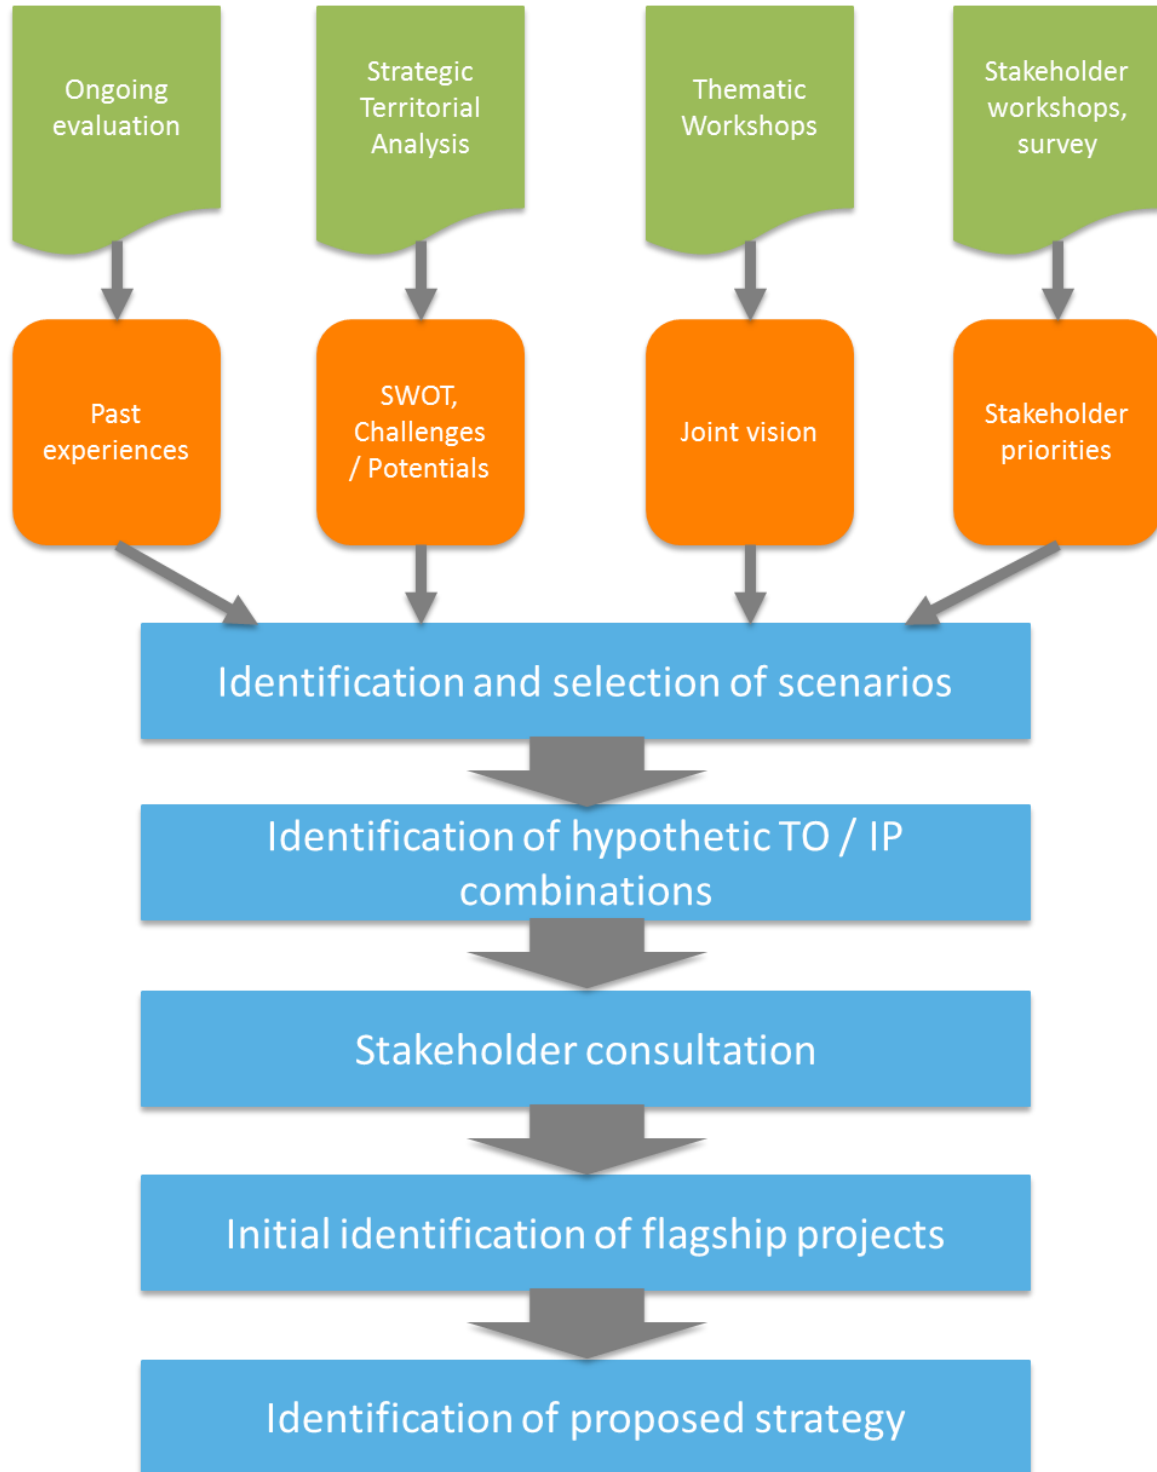 Ongoing
evaluation
Strategic
Territorial
Analysis
Thematic
Workshops
Stakeholder
workshops,
survey
Past
experiences
SWOT,
Challenges
/ Potentials
Joint vision
Stakeholder
priorities
Identification and selection of scenarios
Identification of hypothetic TO / IP
combinations
Stakeholder consultation
Initial identification of flagship projects
Identification of proposed strategy